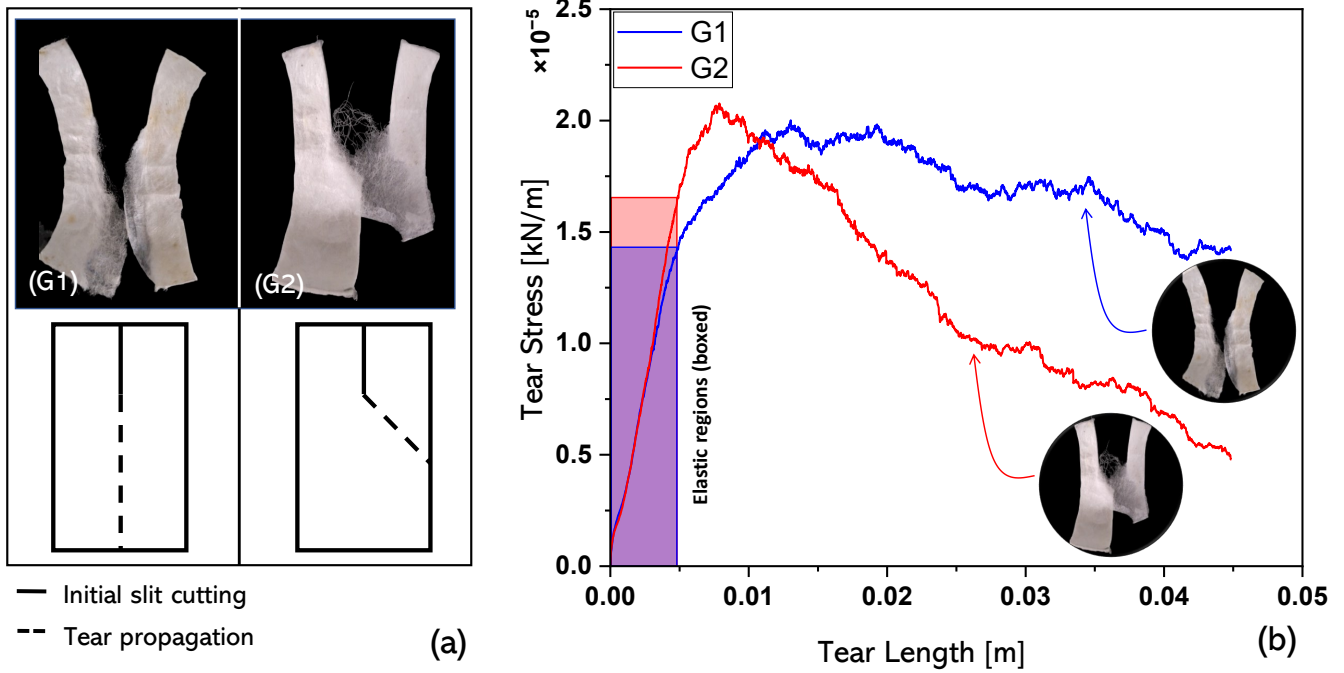 (G1)
(G2)
Initial slit cutting
Tear propagation
(a)
×10⁻⁵
2.5
2.0
1.5
1.0
0.5
0.0
Tear Stress [kN/m]
G1
G2
Elastic regions (boxed)
0.00
0.01
0.02
0.03
0.04
0.05
Tear Length [m]
(b)